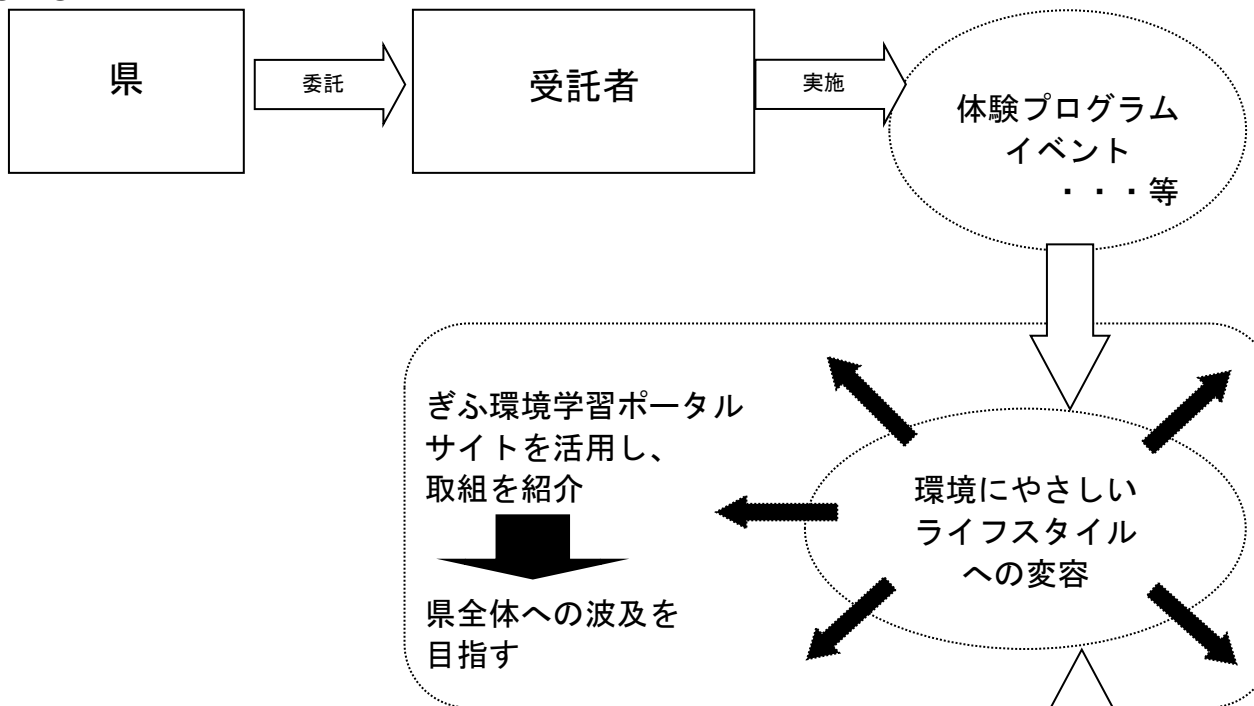 県
委託
受託者
実施
体験プログラム
イベント
・・・等
ぎふ環境学習ポータル
サイトを活用し、
取組を紹介
県全体への波及を
目指す
環境にやさしい
ライフスタイル
への変容